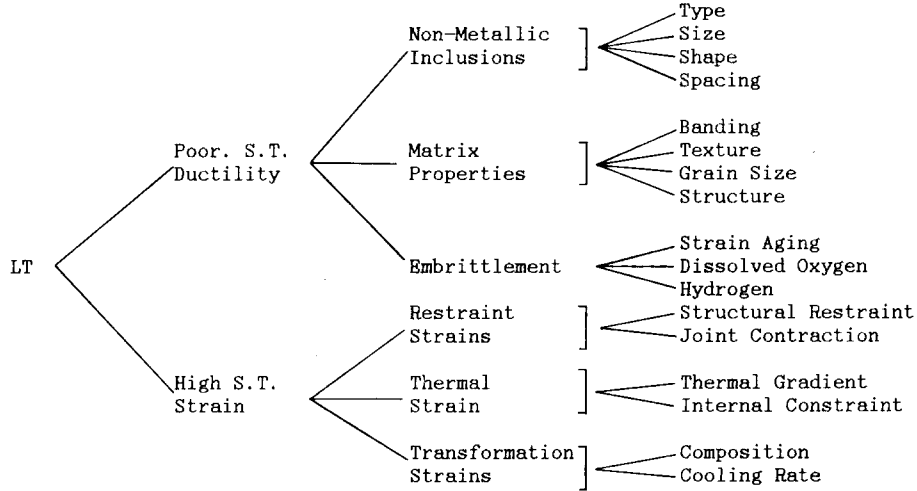 LT
Poor. S.T.
Ductility
Non-Metallic
Inclusions
Type
Size
Shape
Spacing
Matrix
Properties
Banding
Texture
Grain Size
Structure
Embrittlement
Strain Aging
Dissolved Oxygen
Hydrogen
High S.T.
Strain
Restraint
Strains
Structural Restraint
Joint Contraction
Thermal
Strain
Thermal Gradient
Internal Constraint
Transformation
Strains
Composition
Cooling Rate